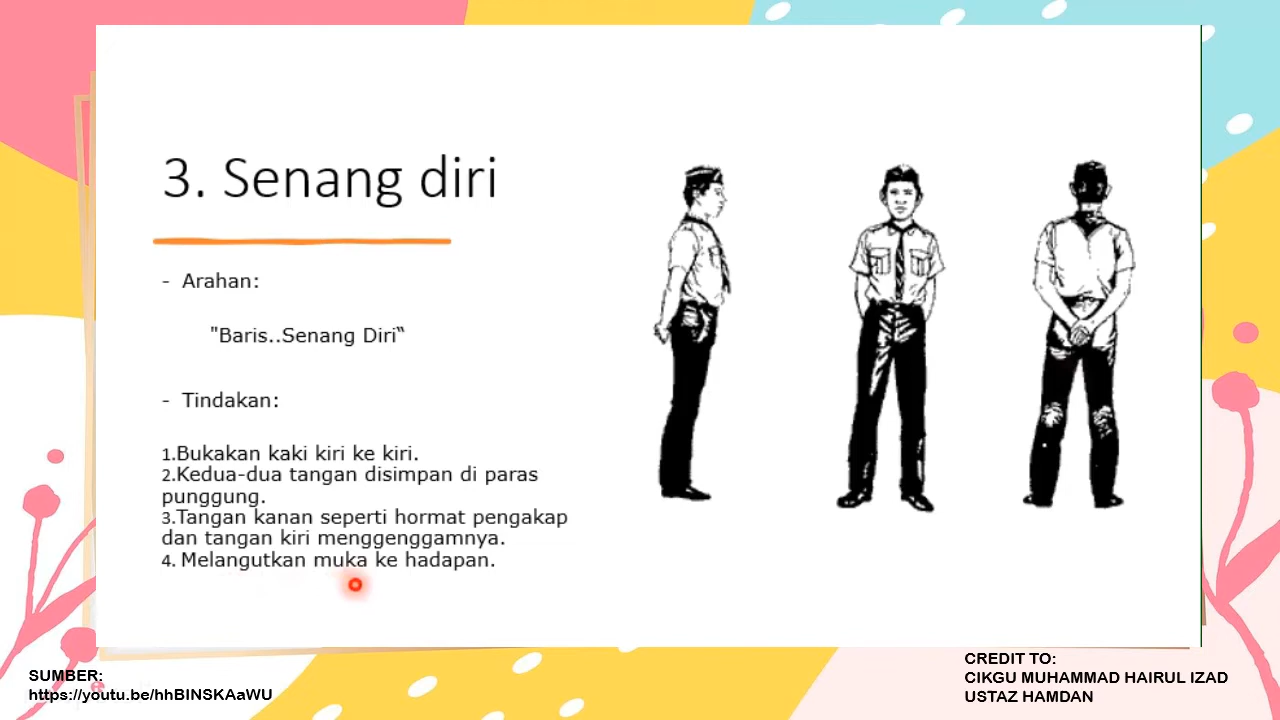 3. Senang diri
- Arahan:
"Baris..Senang Diri“
- Tindakan:
1.Bukakan kaki kiri ke kiri.
2.Kedua-dua tangan disimpan di paras
punggung.
3.Tangan kanan seperti hormat pengakap
dan tangan kiri menggenggamnya.
4. Melangutkan muka ke hadapan.
SUMBER:
https://youtu.be/hhBINSKAaWU
CREDIT TO:
CIKGU MUHAMMAD HAIRUL IZAD
USTAZ HAMDAN